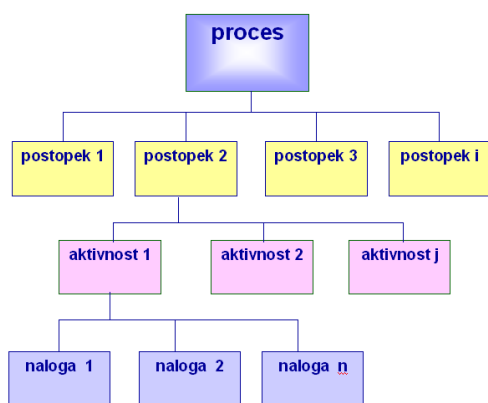 proces
postopek 1
postopek 2
postopek 3
postopek i
aktivnost 1
aktivnost 2
aktivnost j
naloga 1
naloga 2
naloga n